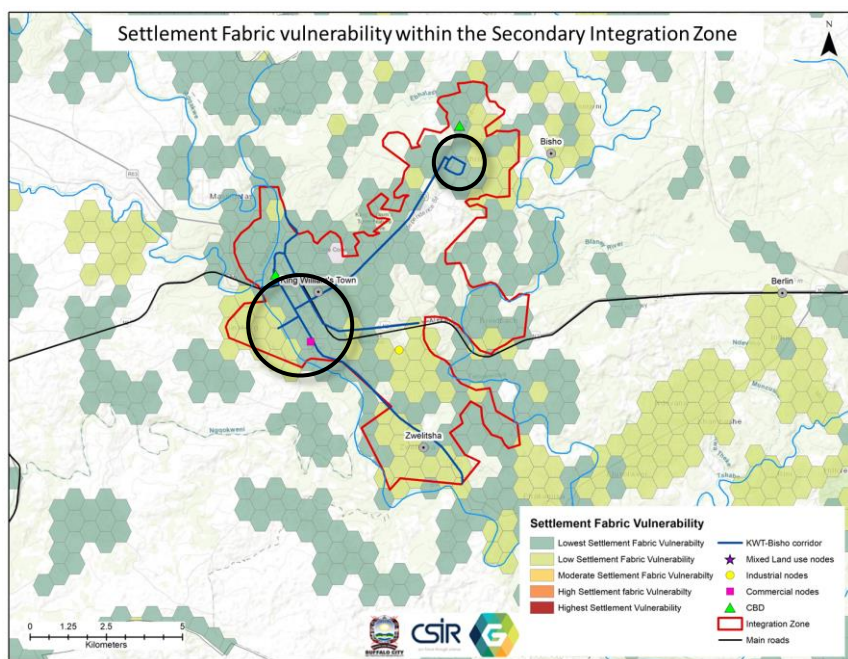 Settlement Fabric vulnerability within the Secondary Integration Zone
N
Bisho
King William's Town
Berlin
Zwelitsha
Ngqokweni
Settlement Fabric Vulnerability
Lowest Settlement Fabric Vulnerability
Low Settlement Fabric Vulnerability
Moderate Settlement Fabric Vulnerability
High Settlement fabric Vulnerability
Highest Settlement Vulnerability
KWT-Bisho corridor
Mixed Land use nodes
Industrial nodes
Commercial nodes
CBD
Integration Zone
Main roads
0 1.25 2.5 5
Kilometers
BUFFALO CITY
CSIR
G